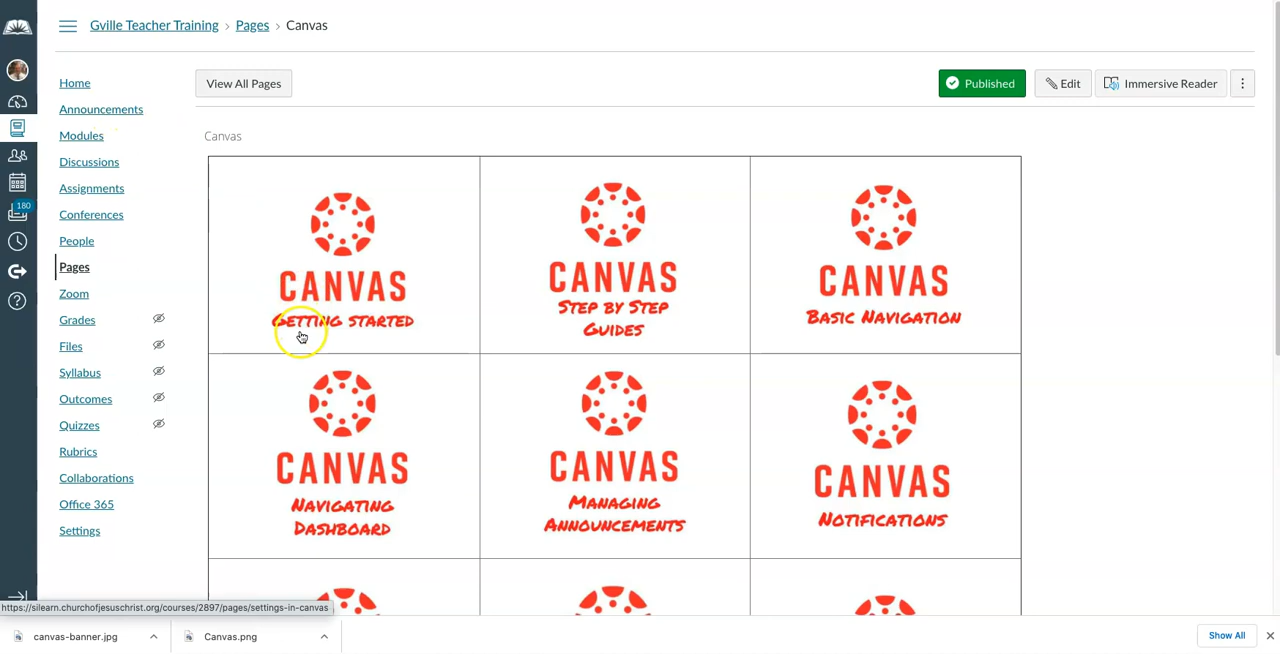 Gville Teacher Training › Pages › Canvas
Home
Announcements
Modules
Discussions
Assignments
Conferences
People
Pages
Zoom
Grades
Files
Syllabus
Outcomes
Quizzes
Rubrics
Collaborations
Office 365
Settings
180
View All Pages
Published
Edit
Immersive Reader
Canvas
CANVAS
GETTING STARTED
CANVAS
STEP BY STEP
GUIDES
CANVAS
BASIC NAVIGATION
CANVAS
NAVIGATING
DASHBOARD
CANVAS
MANAGING
ANNOUNCEMENTS
CANVAS
NOTIFICATIONS
https://silearn.churchofjesuschrist.org/courses/2897/pages/settings-in-canvas
canvas-banner.jpg
Canvas.png
Show All